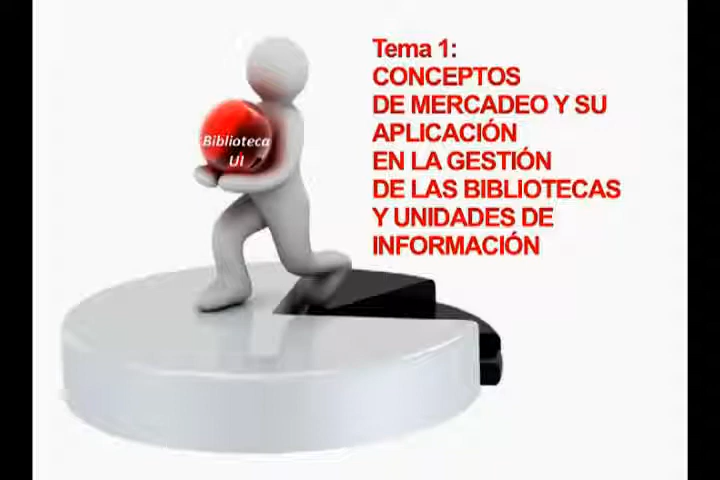 Tema 1:
CONCEPTOS
DE MERCADEO Y SU
APLICACIÓN
EN LA GESTIÓN
DE LAS BIBLIOTECAS
Y UNIDADES DE
INFORMACIÓN
Biblioteca
UI